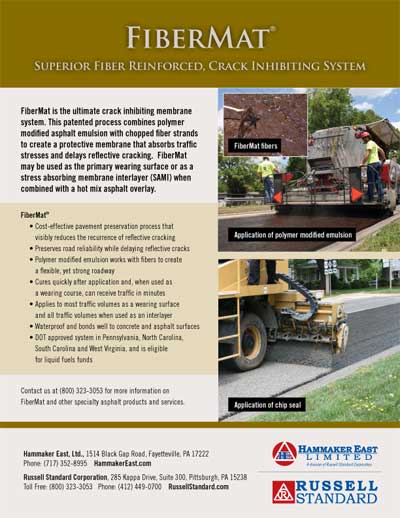 FIBERMAT®
SUPERIOR FIBER REINFORCED, CRACK INHIBITING SYSTEM
FiberMat is the ultimate crack inhibiting membrane
system. This patented process combines polymer
modified asphalt emulsion with chopped fiber strands
to create a protective membrane that absorbs traffic
stresses and delays reflective cracking. FiberMat
may be used as the primary wearing surface or as a
stress absorbing membrane interlayer (SAMI) when
combined with a hot mix asphalt overlay.
FiberMat fibers
Application of polymer modified emulsion
FiberMat®
• Cost-effective pavement preservation process that
visibly reduces the recurrence of reflective cracking
• Preserves road reliability while delaying reflective cracks
• Polymer modified emulsion works with fibers to create
a flexible, yet strong roadway
• Cures quickly after application and, when used as
a wearing course, can receive traffic in minutes
• Applies to most traffic volumes as a wearing surface
and all traffic volumes when used as an interlayer
• Waterproof and bonds well to concrete and asphalt surfaces
• DOT approved system in Pennsylvania, North Carolina,
South Carolina and West Virginia, and is eligible
for liquid fuels funds
Application of chip seal
Contact us at (800) 323-3053 for more information on
FiberMat and other specialty asphalt products and services.
Hammaker East, Ltd., 1514 Black Gap Road, Fayetteville, PA 17222
Phone: (717) 352-8995 HammakerEast.com
Russell Standard Corporation, 285 Kappa Drive, Suite 300, Pittsburgh, PA 15238
Toll Free: (800) 323-3053 Phone: (412) 449-0700 RussellStandard.com
HAMMAKER EAST
LIMITED
A division of Russell Standard Corporation
RUSSELL
STANDARD